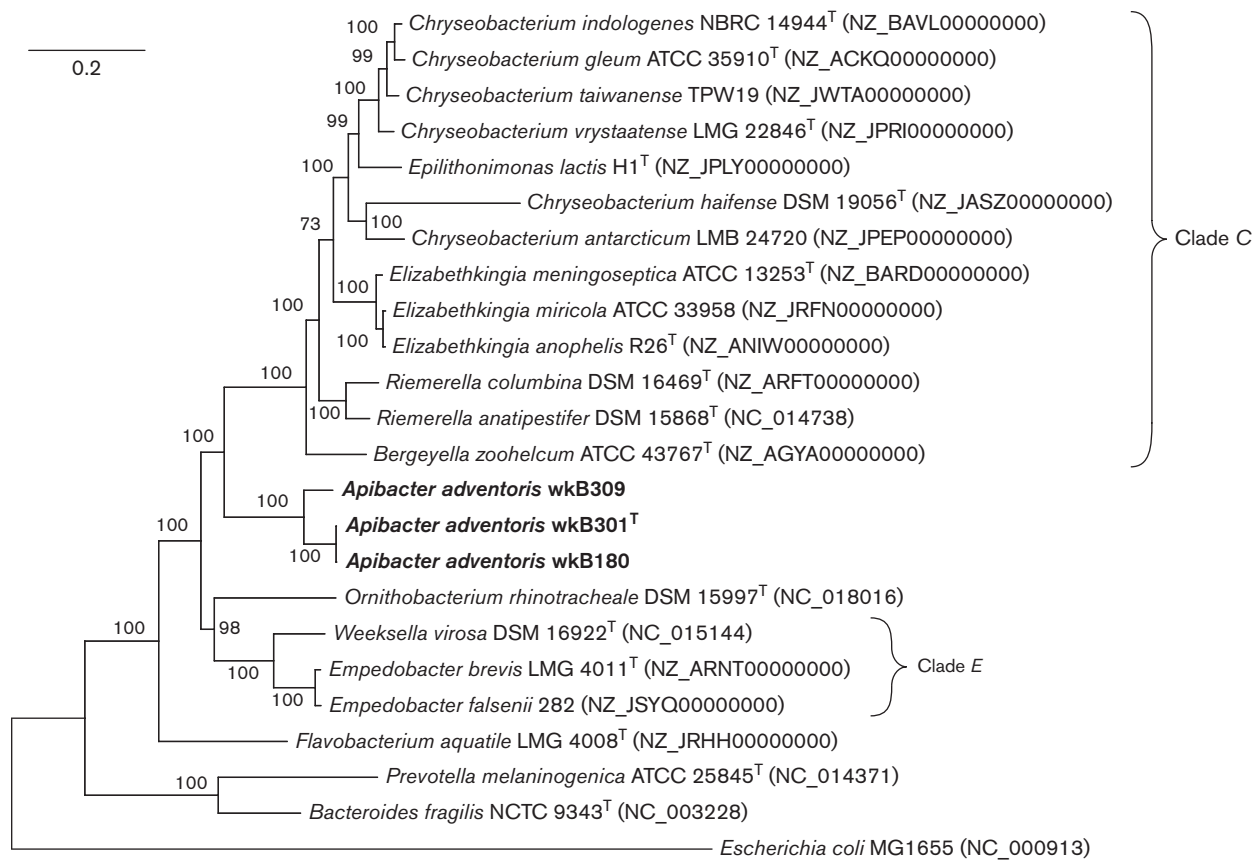 100
Chryseobacterium indologenes NBRC 14944T (NZ_BAVL00000000)
0.2
99
Chryseobacterium gleum ATCC 35910T (NZ_ACKQ00000000)
100
Chryseobacterium taiwanense TPW19 (NZ_JWTA00000000)
99
Chryseobacterium vrystaatense LMG 22846T (NZ_JPRI00000000)
100
Epilithonimonas lactis H1T (NZ_JPLY00000000)
Chryseobacterium haifense DSM 19056T (NZ_JASZ00000000)
73
100
Chryseobacterium antarcticum LMB 24720 (NZ_JPEP00000000)
Clade C
Elizabethkingia meningoseptica ATCC 13253T (NZ_BARD00000000)
100
100
Elizabethkingia miricola ATCC 33958 (NZ_JRFN00000000)
100
Elizabethkingia anophelis R26T (NZ_ANIW00000000)
100
Riemerella columbina DSM 16469T (NZ_ARFT00000000)
100
Riemerella anatipestifer DSM 15868T (NC_014738)
100
Bergeyella zoohelcum ATCC 43767T (NZ_AGYA00000000)
100
Apibacter adventoris wkB309
100
Apibacter adventoris wkB301T
100
Apibacter adventoris wkB180
Ornithobacterium rhinotracheale DSM 15997T (NC_018016)
100
98
Weeksella virosa DSM 16922T (NC_015144)
100
Empedobacter brevis LMG 4011T (NZ_ARNT00000000)
Clade E
100
Empedobacter falsenii 282 (NZ_JSYQ00000000)
Flavobacterium aquatile LMG 4008T (NZ_JRHH00000000)
100
Prevotella melaninogenica ATCC 25845T (NC_014371)
Bacteroides fragilis NCTC 9343T (NC_003228)
Escherichia coli MG1655 (NC_000913)